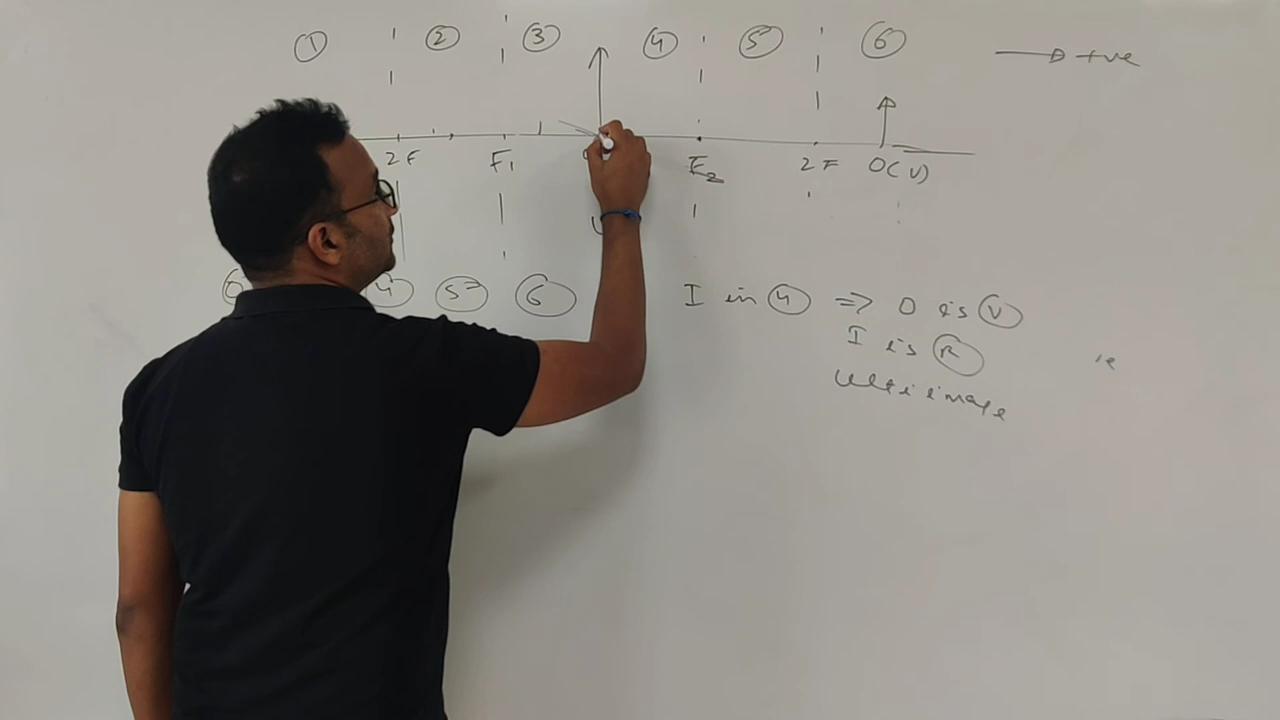 ① ② ③ ④ ⑤ ⑥ → +ve
2F F₁ F₂ 2F O(V)
④ ⑤ ⑥ I in ④ ⇒ O is Ⓥ
I is Ⓡ
image